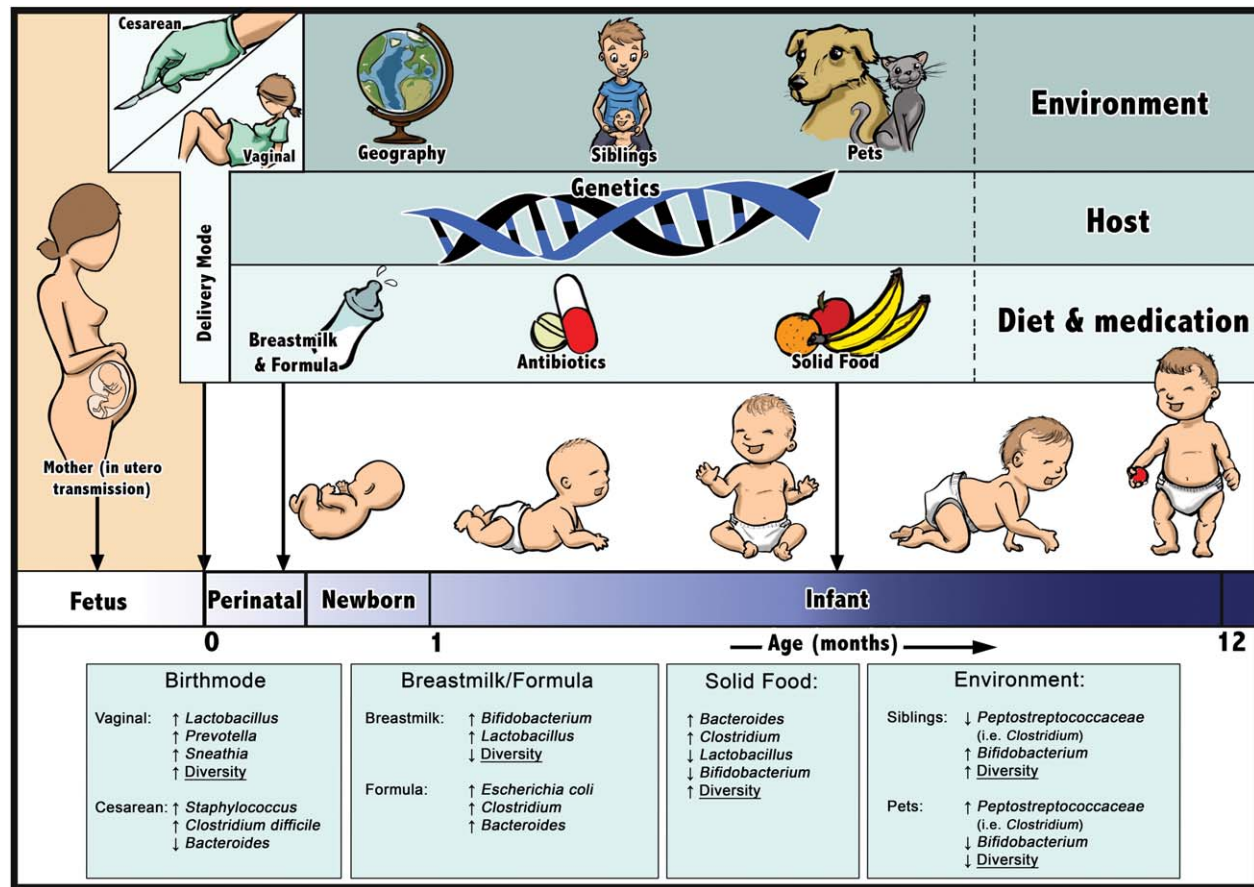 Cesarean
Vaginal
Geography
Siblings
Pets
Environment
Genetics
Host
Delivery Mode
Breastmilk
& Formula
Antibiotics
Solid Food
Diet & medication
Mother (in utero
transmission)
Fetus
Perinatal
Newborn
Infant
0
1
Age (months)
12
Birthmode
Vaginal: ↑ Lactobacillus
↑ Prevotella
↑ Sneathia
↑ Diversity
Cesarean: ↑ Staphylococcus
↑ Clostridium difficile
↓ Bacteroides
Breastmilk/Formula
Breastmilk: ↑ Bifidobacterium
↑ Lactobacillus
↓ Diversity
Formula: ↑ Escherichia coli
↑ Clostridium
↑ Bacteroides
Solid Food:
↑ Bacteroides
↑ Clostridium
↓ Lactobacillus
↓ Bifidobacterium
↑ Diversity
Environment:
Siblings: ↓ Peptostreptococcaceae
(i.e. Clostridium)
↑ Bifidobacterium
↑ Diversity
Pets: ↑ Peptostreptococcaceae
(i.e. Clostridium)
↓ Bifidobacterium
↓ Diversity